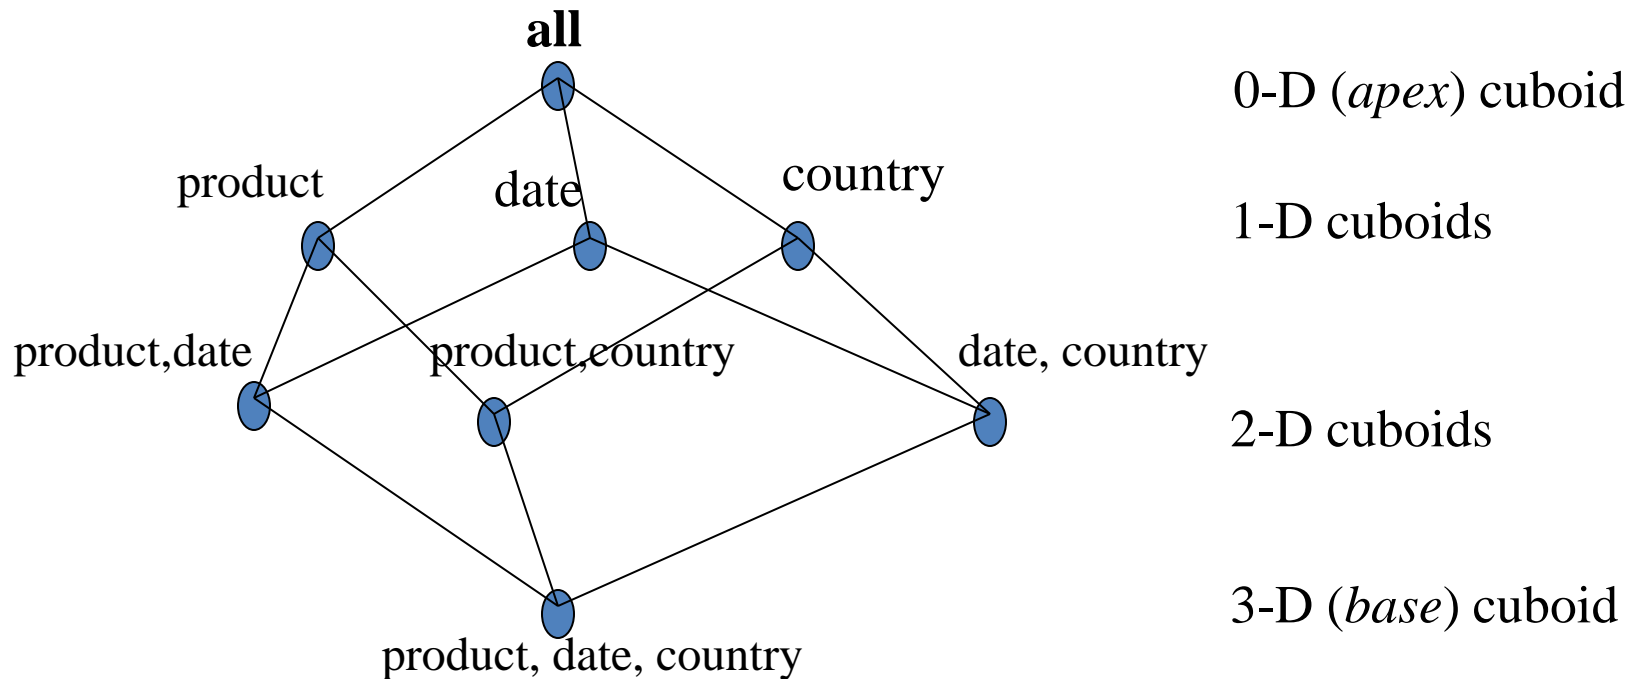 all
0-D (apex) cuboid
product
date
country
1-D cuboids
product,date
product,country
date, country
2-D cuboids
3-D (base) cuboid
product, date, country